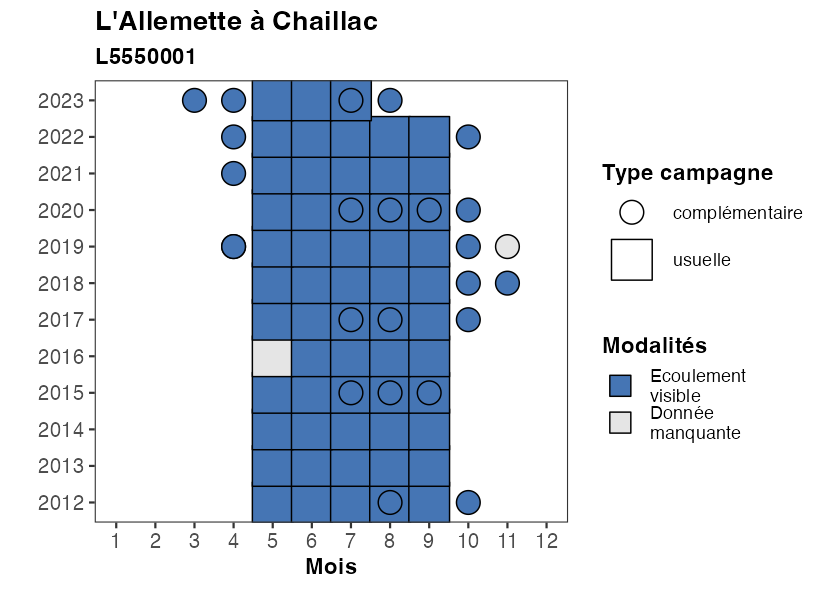 L'Allemette à Chaillac
L5550001
2023
2022
2021
2020
2019
2018
2017
2016
2015
2014
2013
2012
1 2 3 4 5 6 7 8 9 10 11 12
Mois
Type campagne
complémentaire
usuelle
Modalités
Ecoulement
visible
Donnée
manquante